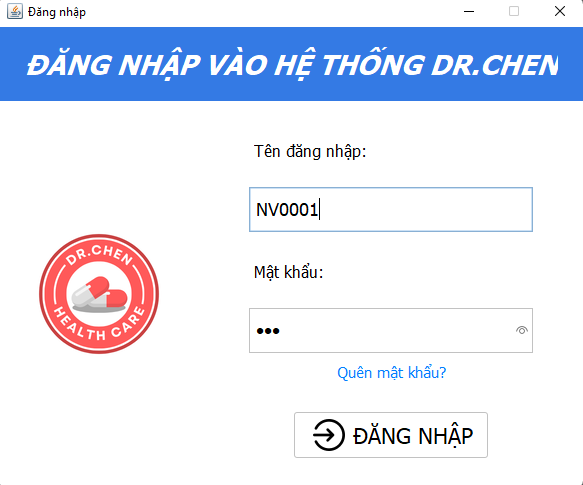 Đăng nhập
ĐĂNG NHẬP VÀO HỆ THỐNG DR.CHEN
Tên đăng nhập:
NV0001
DR.CHEN
HEALTH CARE
Mật khẩu:
•••
Quên mật khẩu?
ĐĂNG NHẬP